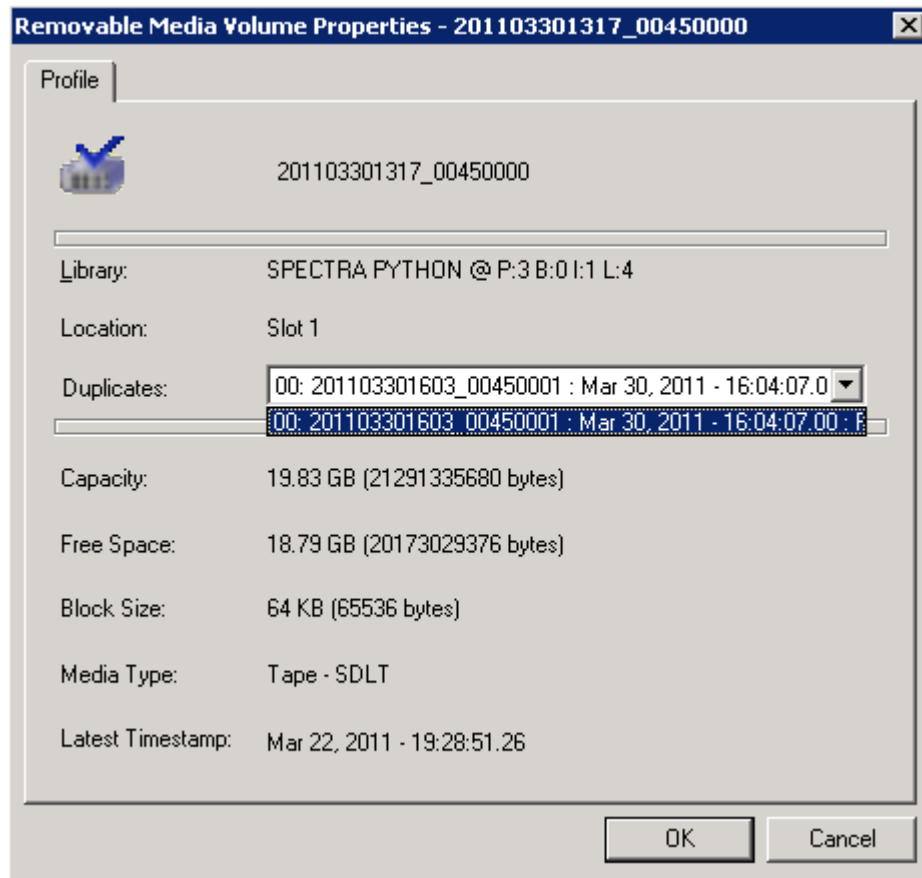 Removable Media Volume Properties - 201103301317_00450000
Profile
201103301317_00450000
Library: SPECTRA PYTHON @ P:3 B:0 I:1 L:4
Location: Slot 1
Duplicates: 00: 201103301603_00450001 : Mar 30, 2011 - 16:04:07.0
00: 201103301603_00450001 : Mar 30, 2011 - 16:04:07.00 : F
Capacity: 19.83 GB (21291335680 bytes)
Free Space: 18.79 GB (20173029376 bytes)
Block Size: 64 KB (65536 bytes)
Media Type: Tape - SDLT
Latest Timestamp: Mar 22, 2011 - 19:28:51.26
OK Cancel